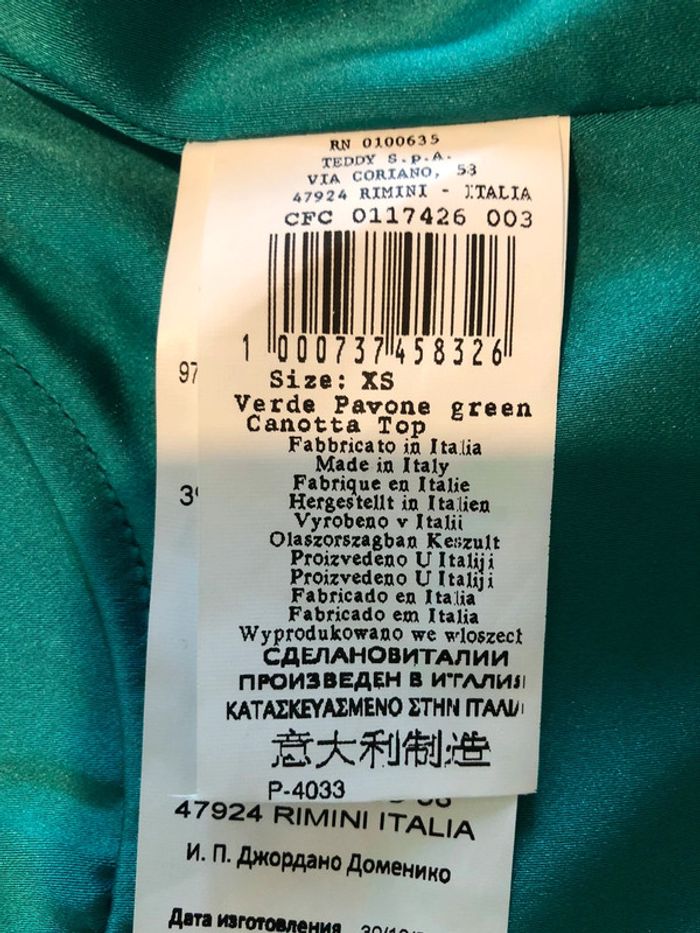 RN 0100635
TEDDY S.p.A.
VIA CORIANO, 58
47924 RIMINI - ITALIA
CFC 0117426 003
1 000737 458326
97
Size: XS
Verde Pavone green
Canotta Top
Fabbricato in Italia
Made in Italy
Fabrique en Italie
3
Hergestellt in Italien
Vyrobeno v Italii
Olaszorszagban Keszult
Proizvedeno U Italiji
Proizvedeno U Italiji
Fabricado en Italia
Fabricado em Italia
Wyprodukowano we wloszech
СДЕЛАНОВИТАЛИИ
ПРОИЗВЕДЕН В ИТАЛИЯ
ΚΑΤΑΣΚΕΥΑΣΜΕΝΟ ΣΤΗΝ ΙΤΑΛΙ
意大利制造
P-4033
47924 RIMINI ITALIA
И. П. Джордано Доменико
Дата изготовления